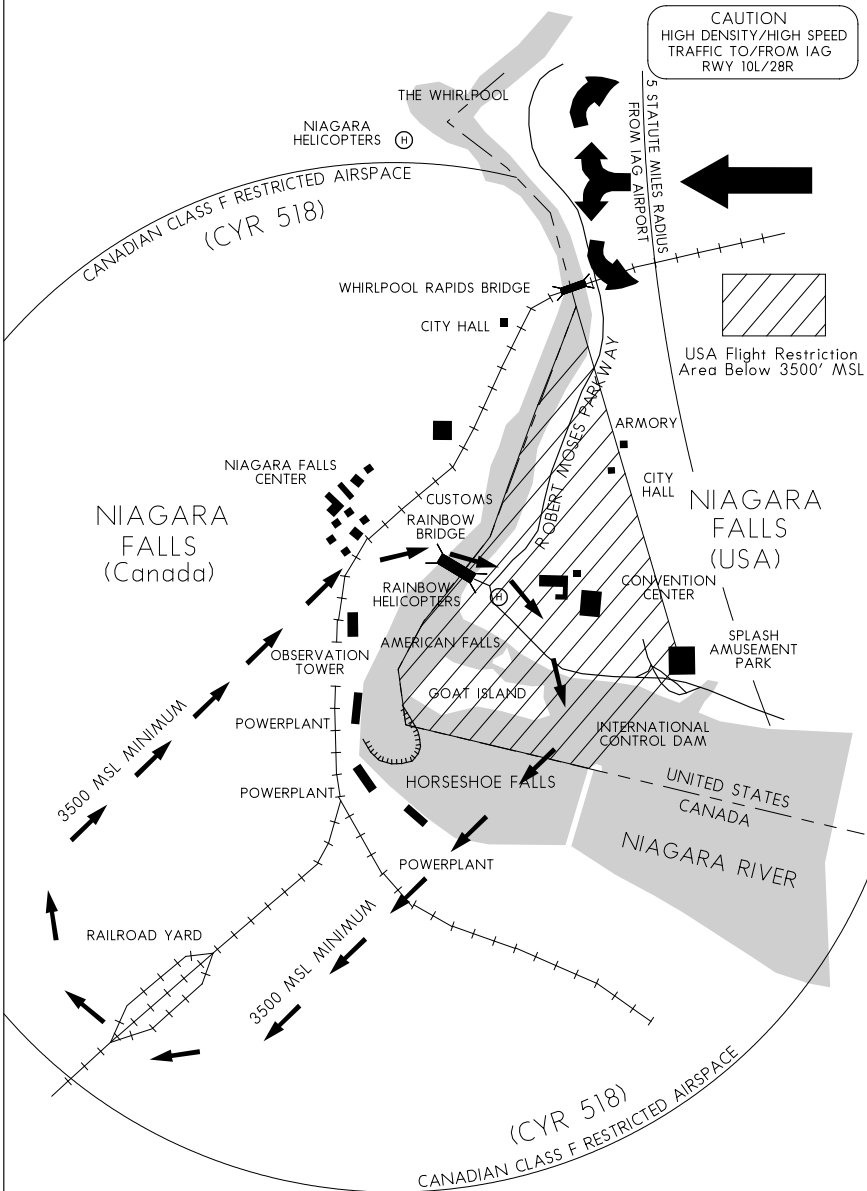 CAUTION
HIGH DENSITY/HIGH SPEED
TRAFFIC TO/FROM IAG
RWY 10L/28R
THE WHIRLPOOL
5 STATUTE MILES RADIUS
FROM IAG AIRPORT
NIAGARA
HELICOPTERS
H
CANADIAN CLASS F RESTRICTED AIRSPACE
(CYR 518)
WHIRLPOOL RAPIDS BRIDGE
CITY HALL
USA Flight Restriction
Area Below 3500' MSL
ROBERT MOSES PARKWAY
ARMORY
CITY
HALL
NIAGARA FALLS
CENTER
CUSTOMS
RAINBOW
BRIDGE
NIAGARA
FALLS
(Canada)
NIAGARA
FALLS
(USA)
RAINBOW
HELICOPTERS
H
CONVENTION
CENTER
AMERICAN FALLS
OBSERVATION
TOWER
SPLASH
AMUSEMENT
PARK
GOAT ISLAND
3500 MSL MINIMUM
POWERPLANT
INTERNATIONAL
CONTROL DAM
POWERPLANT
HORSESHOE FALLS
UNITED STATES
CANADA
POWERPLANT
NIAGARA RIVER
RAILROAD YARD
3500 MSL MINIMUM
(CYR 518)
CANADIAN CLASS F RESTRICTED AIRSPACE